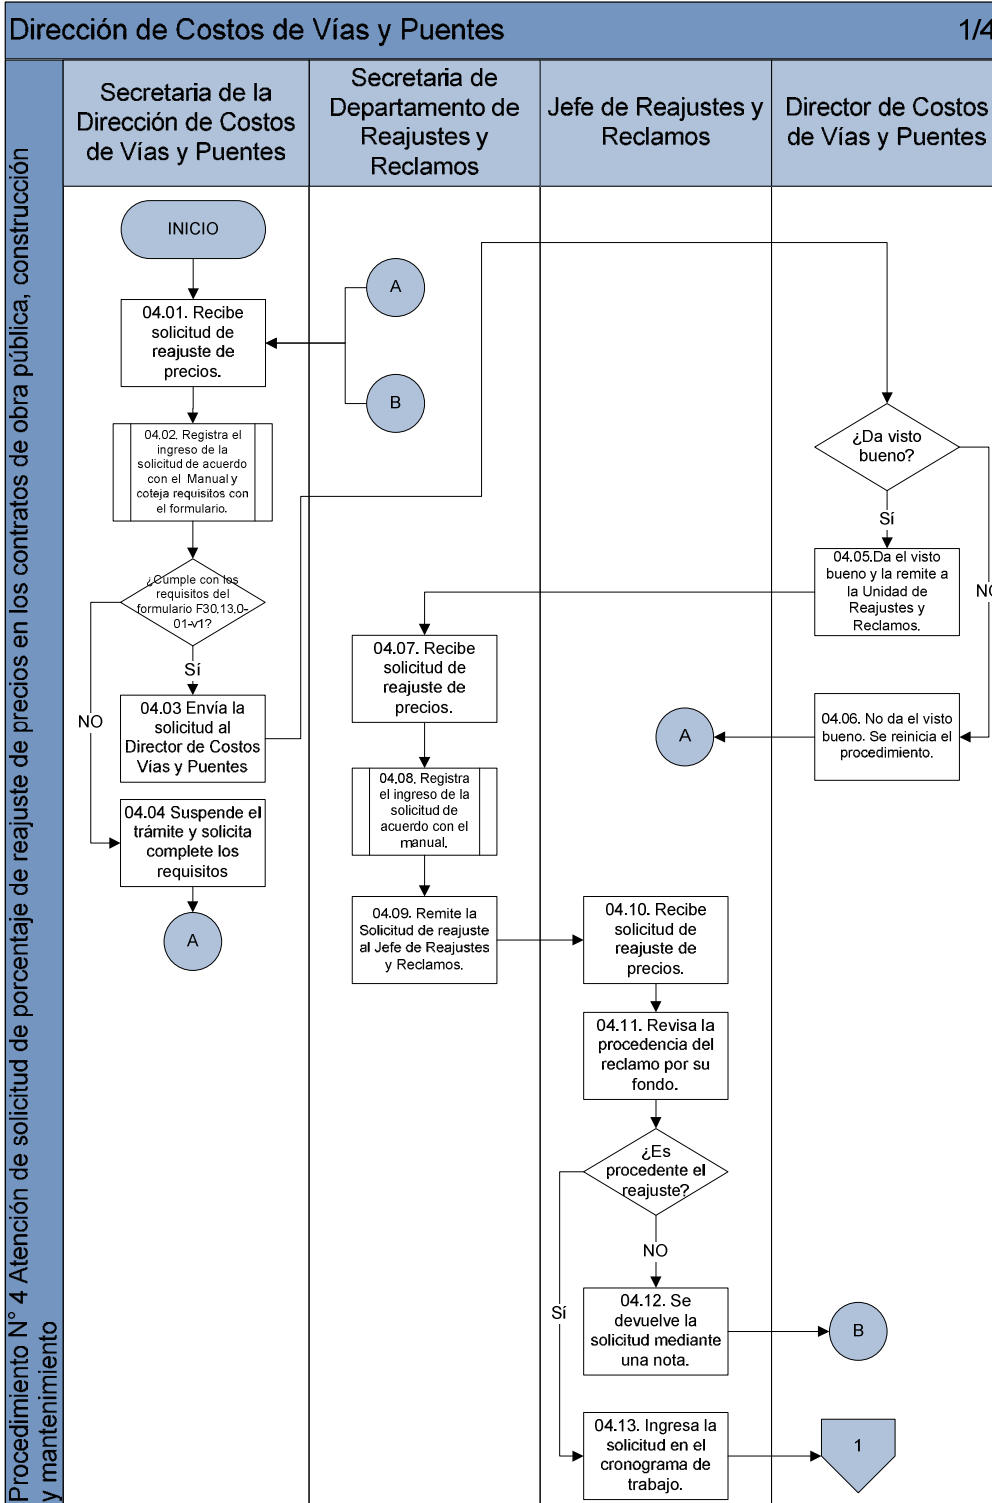 Dirección de Costos de Vías y Puentes
1/4
Procedimiento N° 4 Atención de solicitud de porcentaje de reajuste de precios en los contratos de obra pública, construcción
y mantenimiento
Secretaria de la
Dirección de Costos
de Vías y Puentes
Secretaria de
Departamento de
Reajustes y
Reclamos
Jefe de Reajustes y
Reclamos
Director de Costos
de Vías y Puentes
INICIO
04.01. Recibe
solicitud de
reajuste de
precios.
A
B
04.02. Registra el
ingreso de la
solicitud de acuerdo
con el Manual y
coteja requisitos con
el formulario.
¿Cumple con los
requisitos del
formulario F30.13.0-
01-v1?
Sí
NO
04.03 Envía la
solicitud al
Director de Costos
Vías y Puentes
04.04 Suspende el
trámite y solicita
complete los
requisitos
A
¿Da visto
bueno?
Sí
NO
04.05.Da el visto
bueno y la remite a
la Unidad de
Reajustes y
Reclamos.
04.06. No da el visto
bueno. Se reinicia el
procedimiento.
A
04.07. Recibe
solicitud de
reajuste de
precios.
04.08. Registra
el ingreso de la
solicitud de
acuerdo con el
manual.
04.09. Remite la
Solicitud de reajuste
al Jefe de Reajustes
y Reclamos.
04.10. Recibe
solicitud de
reajuste de
precios.
04.11. Revisa la
procedencia del
reclamo por su
fondo.
¿Es
procedente el
reajuste?
NO
Sí
04.12. Se
devuelve la
solicitud mediante
una nota.
B
04.13. Ingresa la
solicitud en el
cronograma de
trabajo.
1